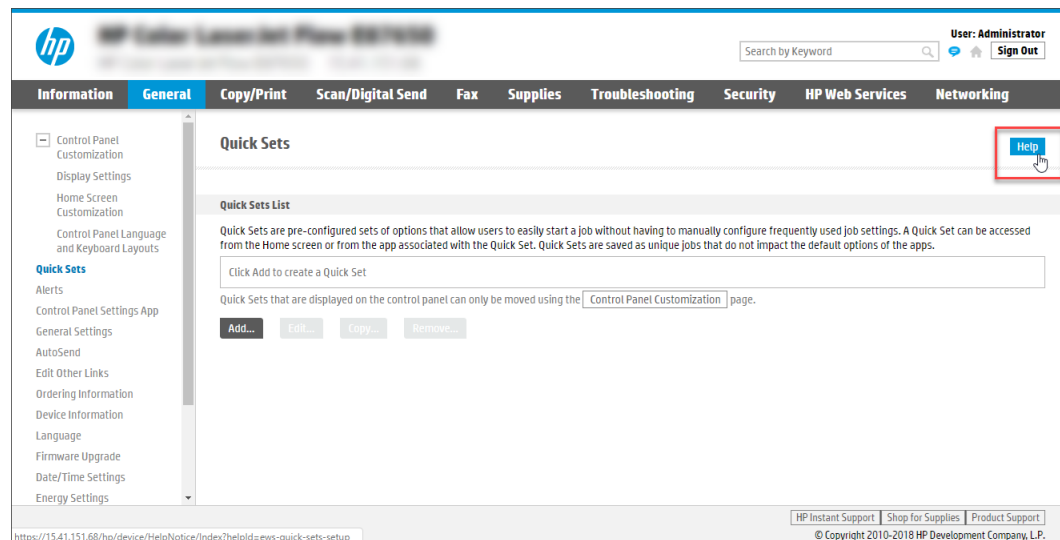 hp
User: Administrator
Search by Keyword
Sign Out
Information General Copy/Print Scan/Digital Send Fax Supplies Troubleshooting Security HP Web Services Networking
Control Panel
Customization
Display Settings
Home Screen
Customization
Control Panel Language
and Keyboard Layouts
Quick Sets
Alerts
Control Panel Settings App
General Settings
AutoSend
Edit Other Links
Ordering Information
Device Information
Language
Firmware Upgrade
Date/Time Settings
Energy Settings
Quick Sets
Help
Quick Sets List
Quick Sets are pre-configured sets of options that allow users to easily start a job without having to manually configure frequently used job settings. A Quick Set can be accessed
from the Home screen or from the app associated with the Quick Set. Quick Sets are saved as unique jobs that do not impact the default options of the apps.
Click Add to create a Quick Set
Quick Sets that are displayed on the control panel can only be moved using the Control Panel Customization page.
Add... Edit... Copy... Remove...
HP Instant Support Shop for Supplies Product Support
© Copyright 2010-2018 HP Development Company, L.P.
https://15.41.151.68/hp/device/HelpNotice/Index?helpId=ews-quick-sets-setup